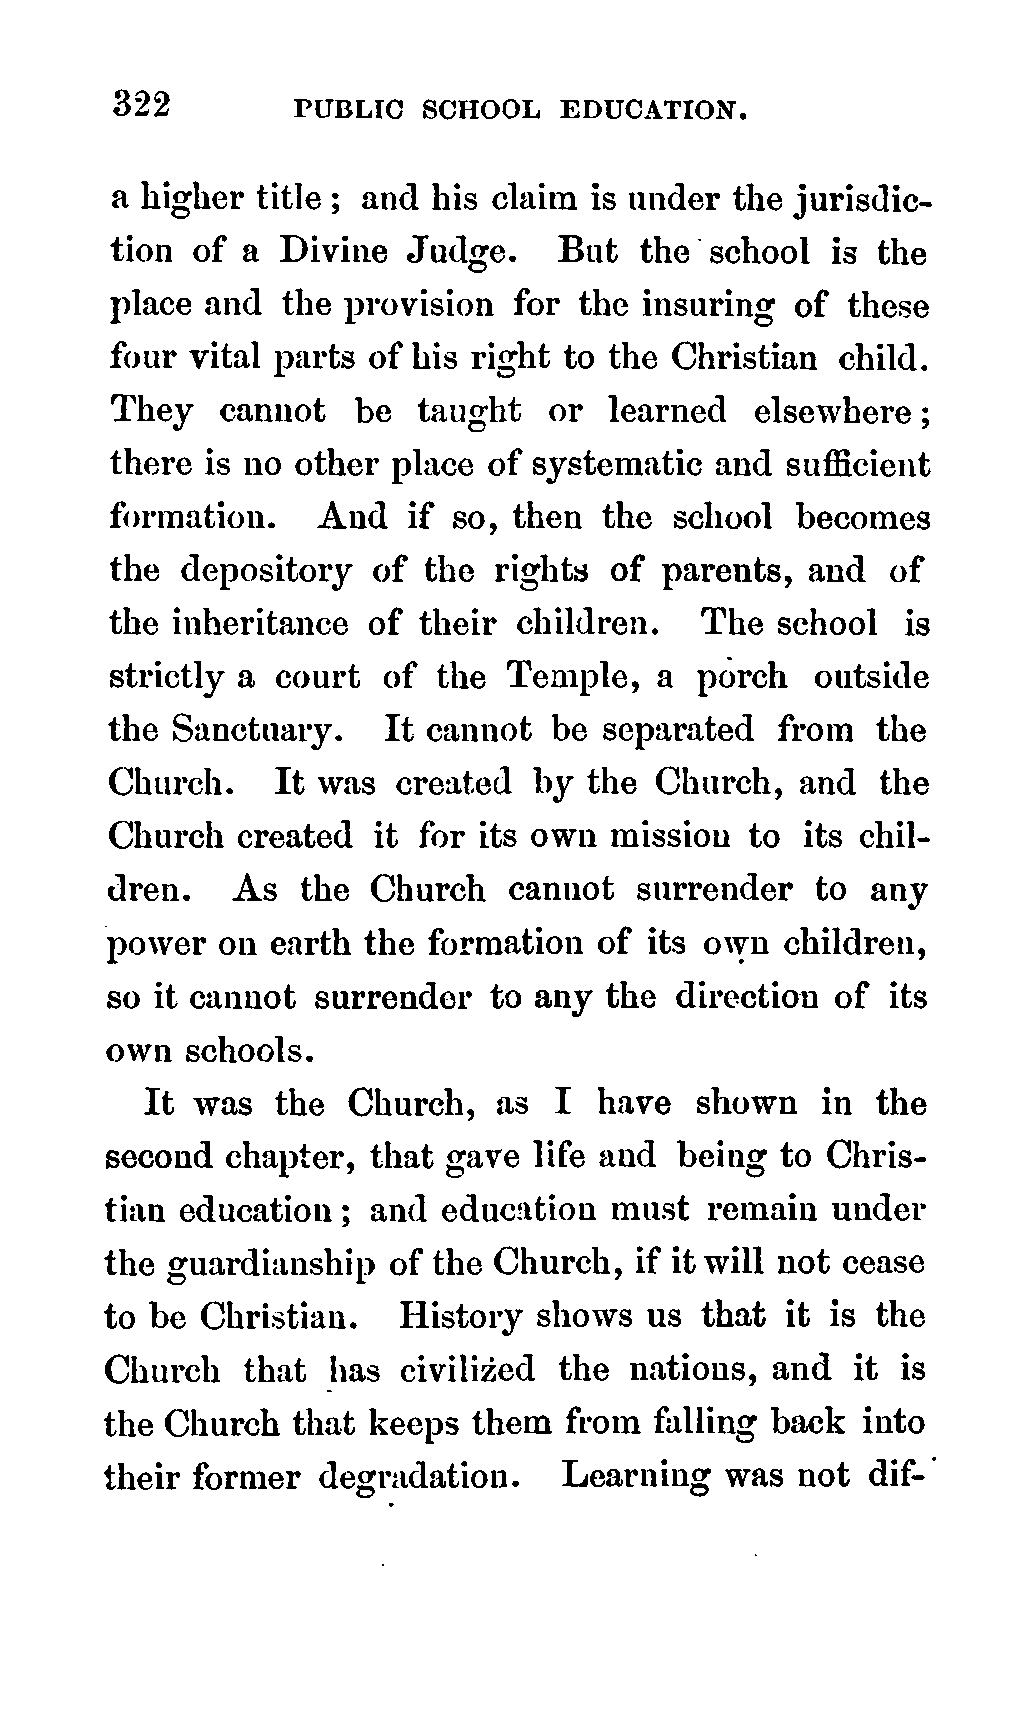 322 PUBLIC SCHOOL EDUCATION.
a higher title ; and his claim is under the jurisdic-
tion of a Divine Judge. But the school is the
place and the provision for the insuring of these
four vital parts of his right to the Christian child.
They cannot be taught or learned elsewhere ;
there is no other place of systematic and sufficient
formation. And if so, then the school becomes
the depository of the rights of parents, and of
the inheritance of their children. The school is
strictly a court of the Temple, a porch outside
the Sanctuary. It cannot be separated from the
Church. It was created by the Church, and the
Church created it for its own mission to its chil-
dren. As the Church cannot surrender to any
power on earth the formation of its own children,
so it cannot surrender to any the direction of its
own schools.
It was the Church, as I have shown in the
second chapter, that gave life and being to Chris-
tian education ; and education must remain under
the guardianship of the Church, if it will not cease
to be Christian. History shows us that it is the
Church that has civilized the nations, and it is
the Church that keeps them from falling back into
their former degradation. Learning was not dif-